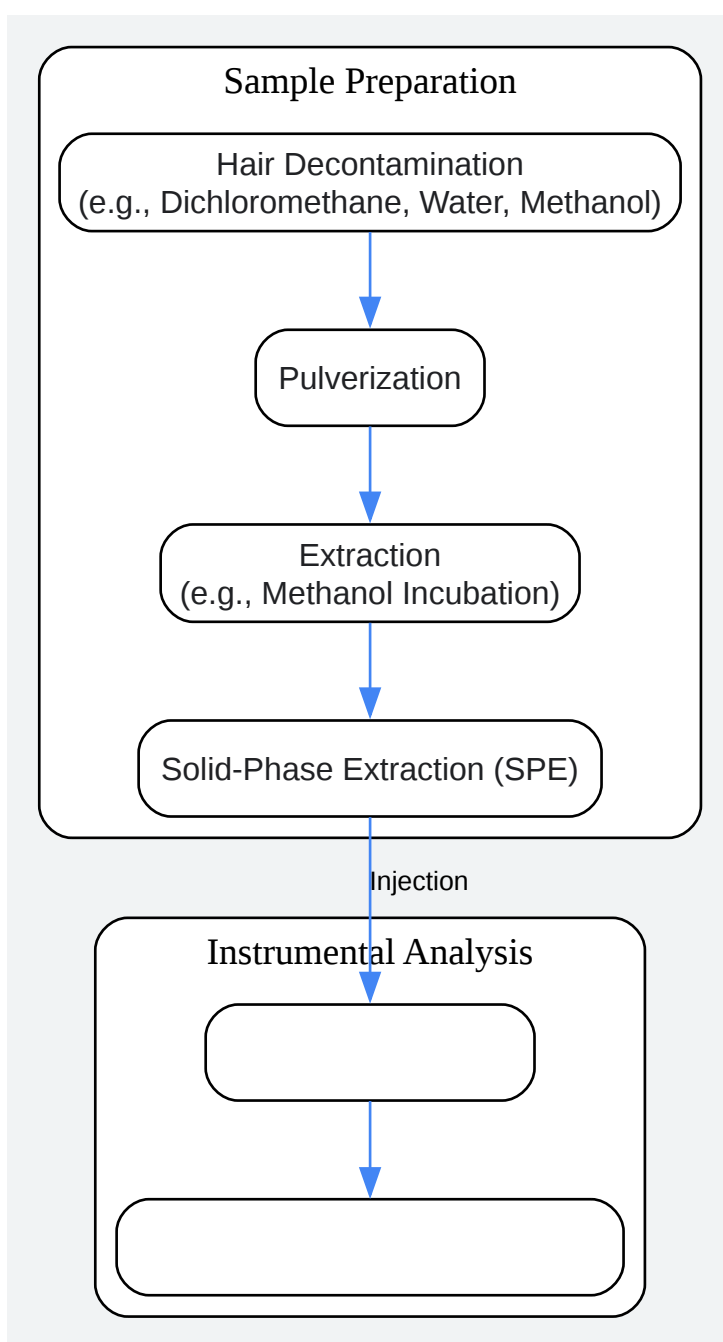 Sample Preparation
Hair Decontamination
(e.g., Dichloromethane, Water, Methanol)
Pulverization
Extraction
(e.g., Methanol Incubation)
Solid-Phase Extraction (SPE)
Injection
Instrumental Analysis